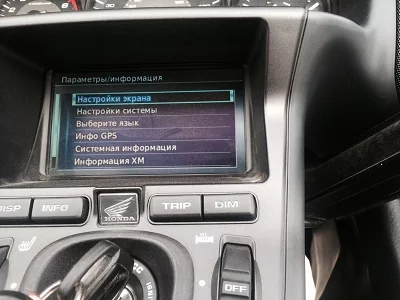 Параметры/информация
Настройки экрана
Настройки системы
Выберите язык
Инфо GPS
Системная информация
Информация XM
DISP INFO HONDA TRIP DIM
OFF